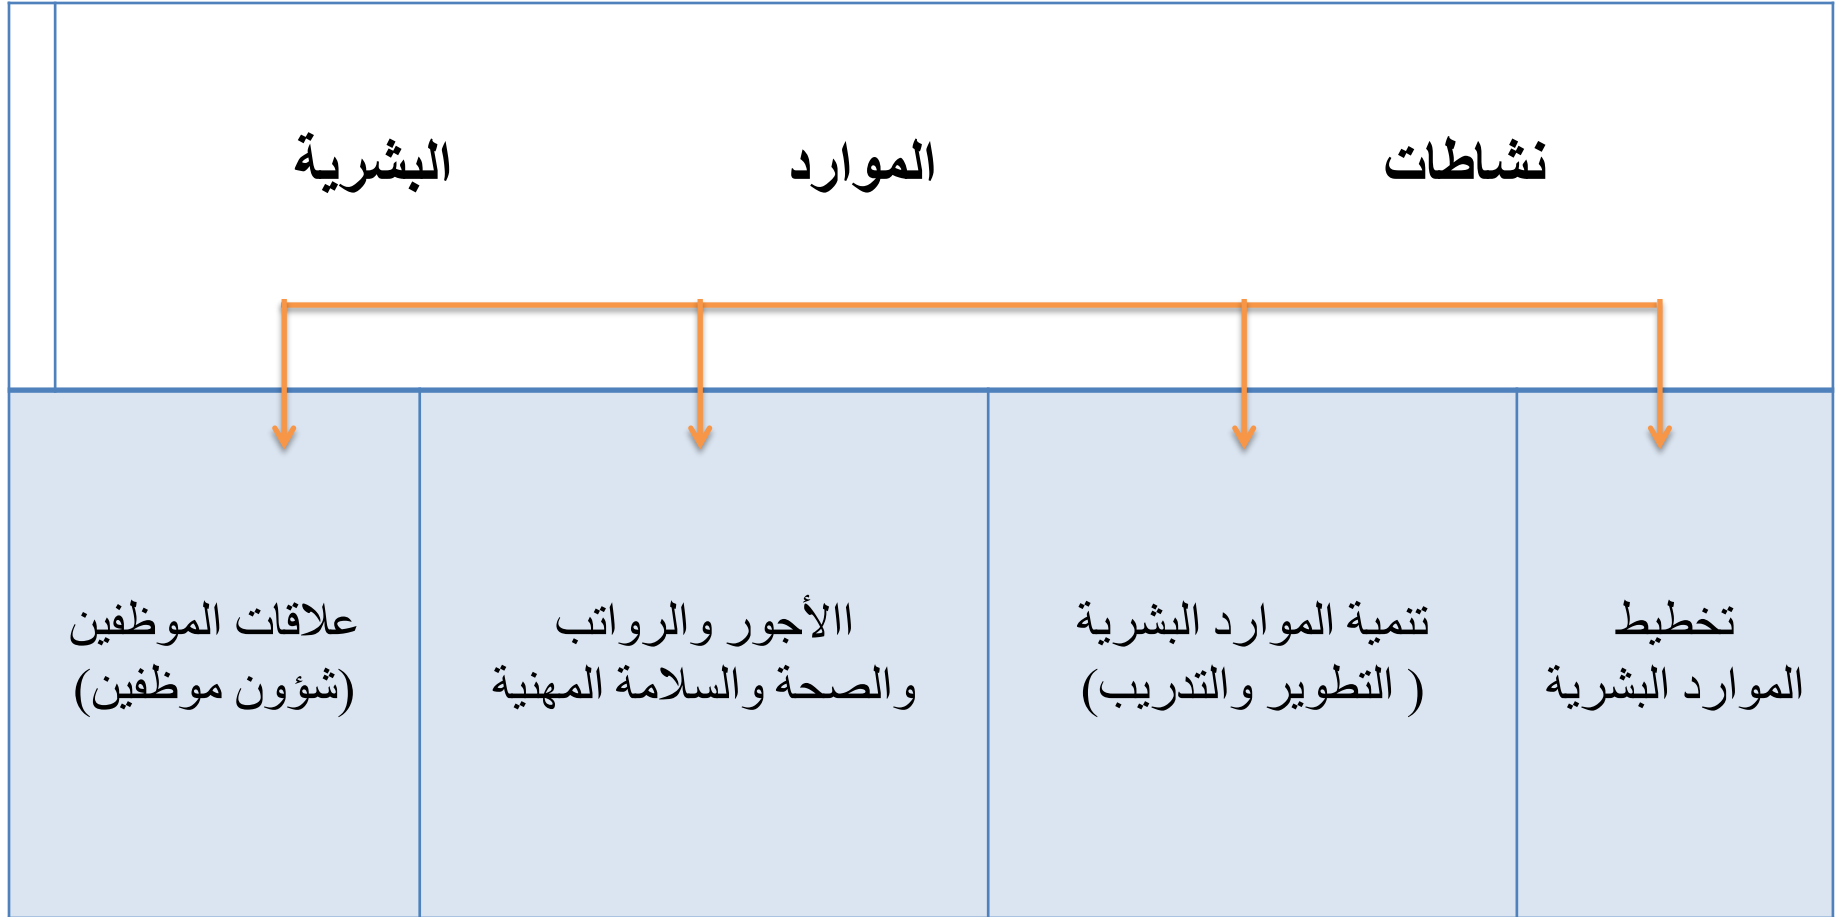 نشاطات الموارد البشرية
تخطيط
الموارد البشرية
تنمية الموارد البشرية
( التطوير والتدريب)
االأجور والرواتب
والصحة والسلامة المهنية
علاقات الموظفين
(شؤون موظفين)